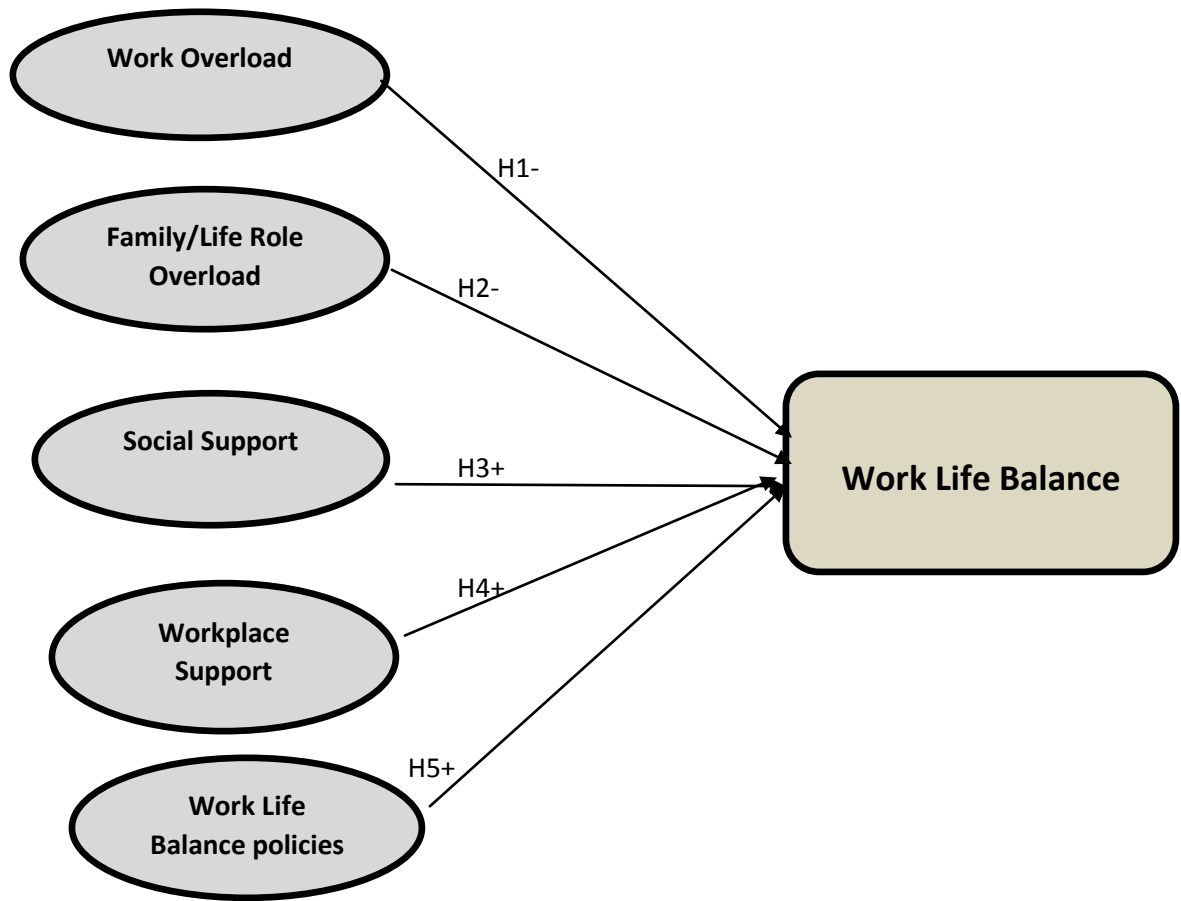 Work Overload
H1-
Family/Life Role
Overload
H2-
Social Support
H3+
Work Life Balance
Workplace
Support
H4+
Work Life
Balance policies
H5+